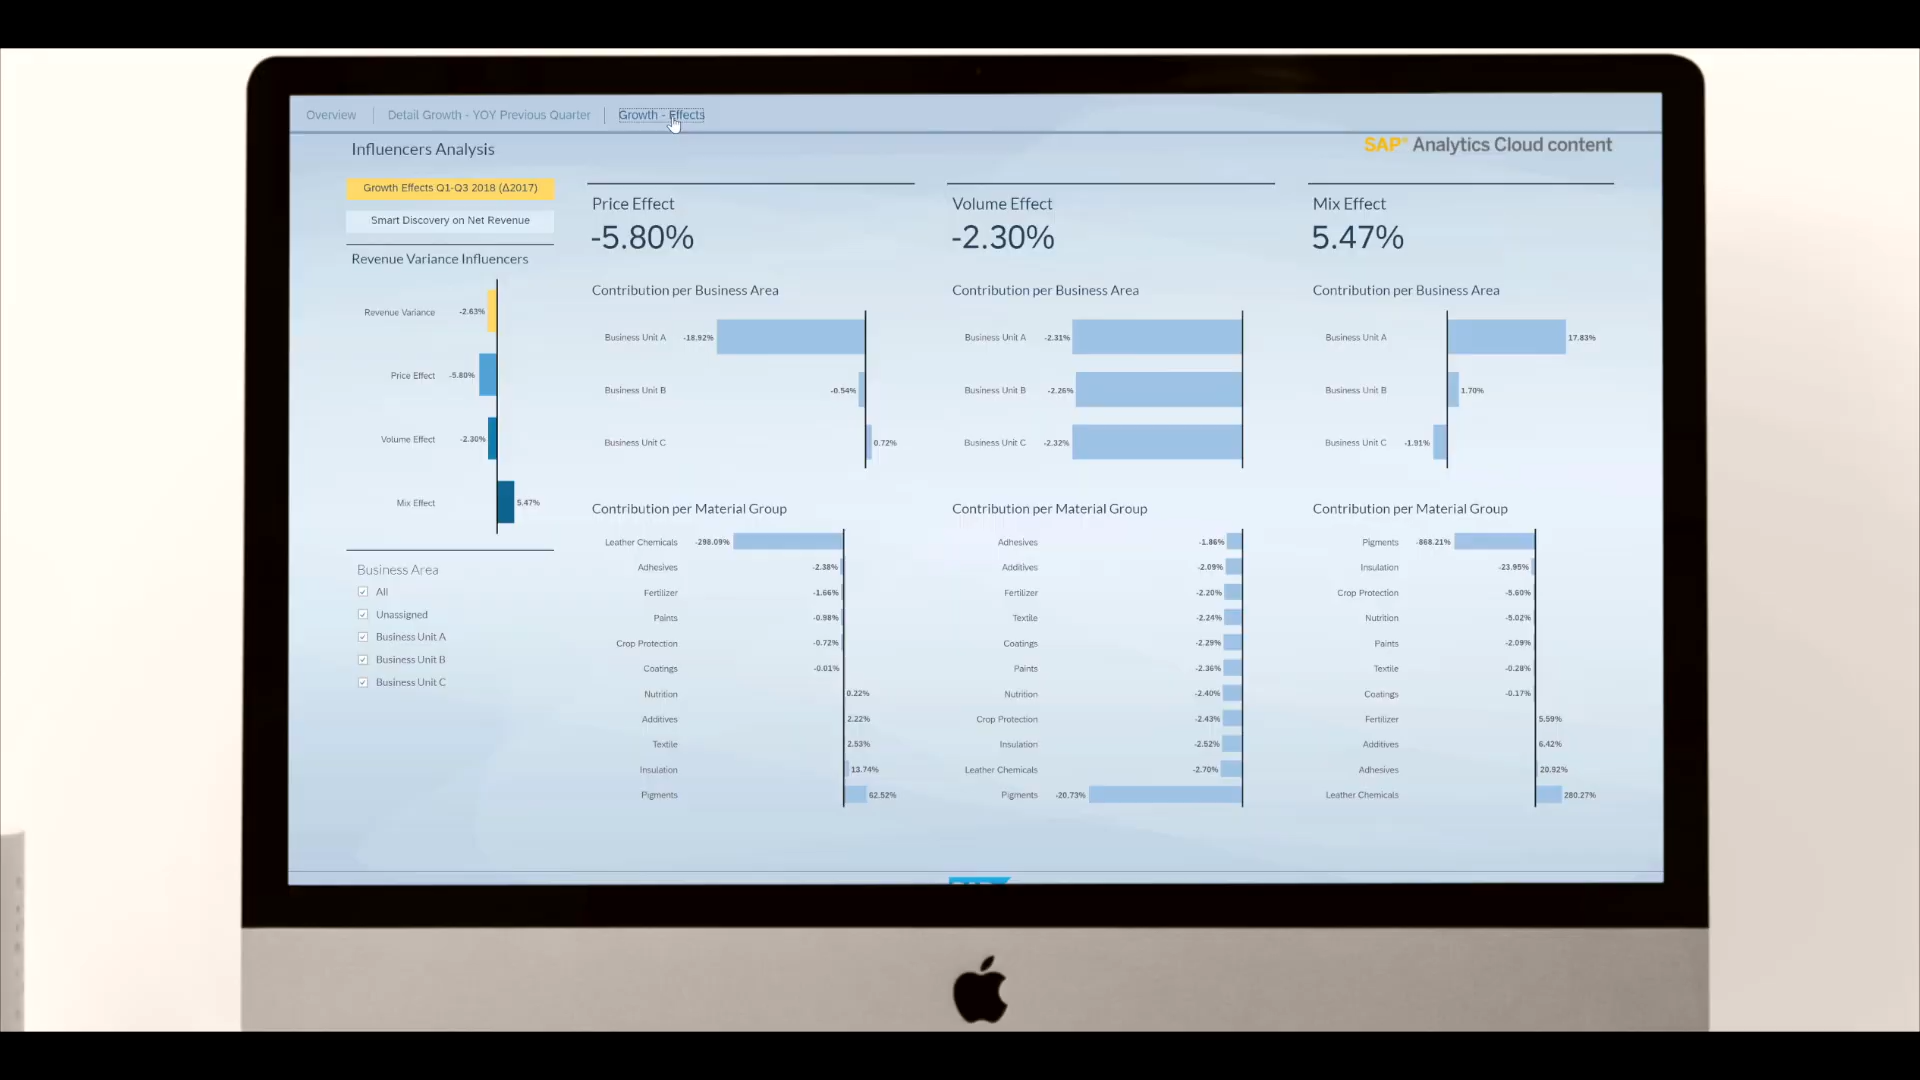 Overview
Detail Growth - YOY Previous Quarter
Growth - Effects
Influencers Analysis
SAP® Analytics Cloud content
Growth Effects Q1-Q3 2018 (Δ2017)
Smart Discovery on Net Revenue
Revenue Variance Influencers
Revenue Variance -2.63%
Price Effect -5.80%
Volume Effect -2.30%
Mix Effect 5.47%
Business Area
All
Unassigned
Business Unit A
Business Unit B
Business Unit C
Price Effect
-5.80%
Contribution per Business Area
Business Unit A -18.92%
Business Unit B -0.54%
Business Unit C 0.72%
Contribution per Material Group
Leather Chemicals -298.09%
Adhesives -2.38%
Fertilizer -1.66%
Paints -0.98%
Crop Protection -0.72%
Coatings -0.01%
Nutrition 0.22%
Additives 2.22%
Textile 2.53%
Insulation 13.74%
Pigments 62.52%
Volume Effect
-2.30%
Contribution per Business Area
Business Unit A -2.31%
Business Unit B -2.26%
Business Unit C -2.32%
Contribution per Material Group
Adhesives -1.86%
Additives -2.09%
Fertilizer -2.20%
Textile -2.24%
Coatings -2.29%
Paints -2.36%
Nutrition -2.40%
Crop Protection -2.43%
Insulation -2.52%
Leather Chemicals -2.70%
Pigments -20.73%
Mix Effect
5.47%
Contribution per Business Area
Business Unit A 17.83%
Business Unit B 1.70%
Business Unit C -1.91%
Contribution per Material Group
Pigments -868.21%
Insulation -23.95%
Crop Protection -5.60%
Nutrition -5.02%
Paints -2.09%
Textile -0.28%
Coatings -0.17%
Fertilizer 5.59%
Additives 6.42%
Adhesives 20.92%
Leather Chemicals 280.27%